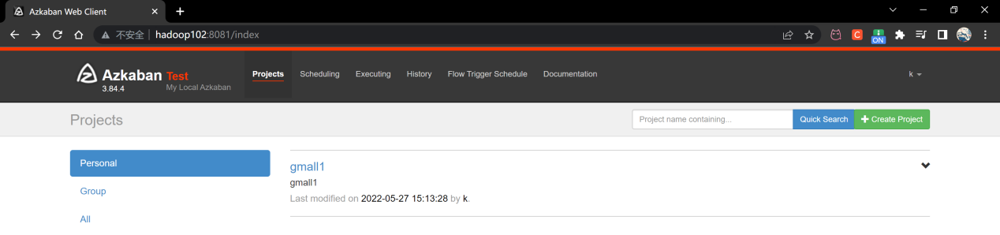 Azkaban Web Client
不安全 hadoop102:8081/index
C
ON
Azkaban Test
3.84.4 My Local Azkaban
Projects Scheduling Executing History Flow Trigger Schedule Documentation k
Projects
Project name containing... Quick Search Create Project
Personal
Group
All
gmall1
gmall1
Last modified on 2022-05-27 15:13:28 by k.